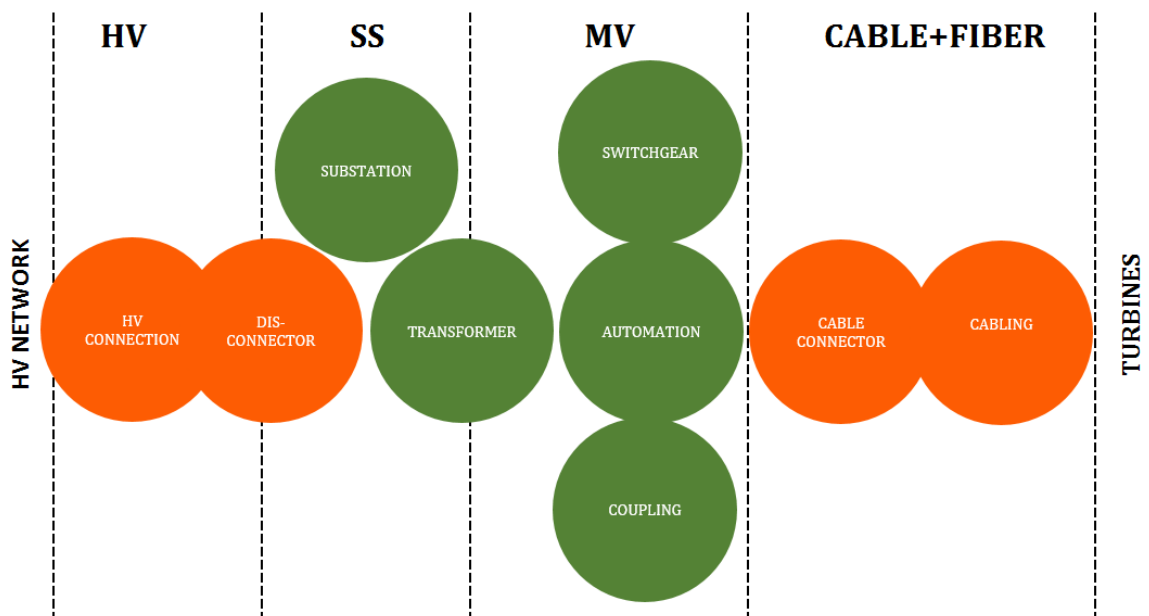 HV
SS
MV
CABLE+FIBER
SUBSTATION
SWITCHGEAR
HV NETWORK
HV
CONNECTION
DIS-
CONNECTOR
TRANSFORMER
AUTOMATION
CABLE
CONNECTOR
CABLING
TURBINES
COUPLING